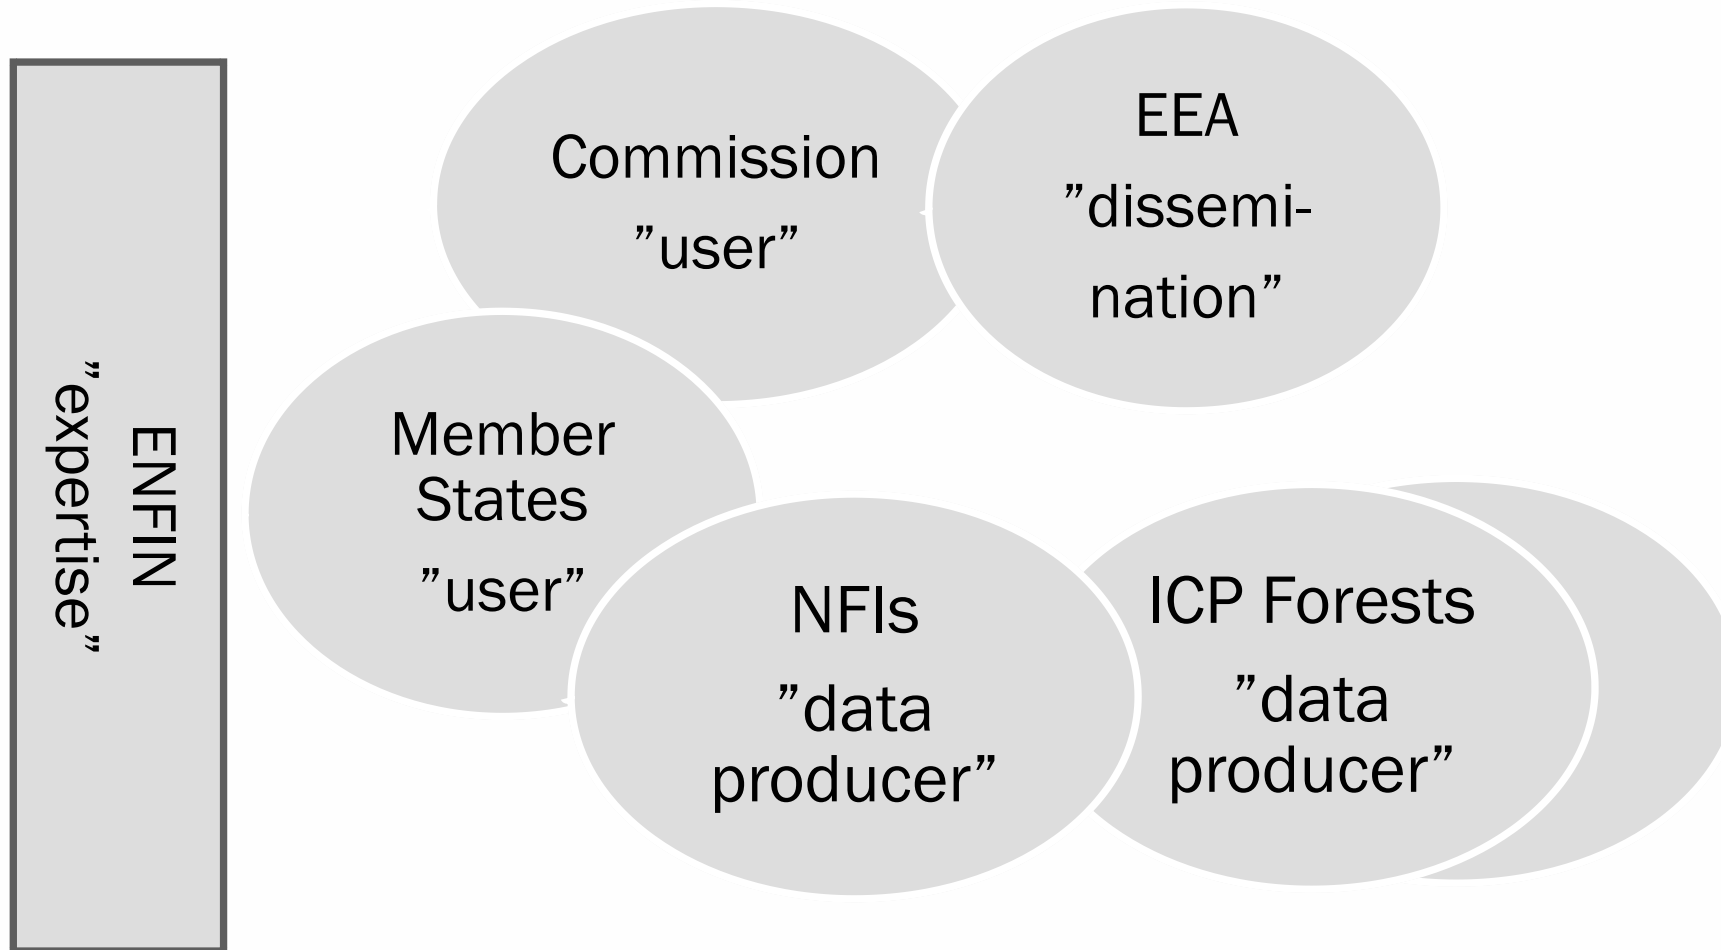 ENFIN
”expertise”
Commission
”user”
EEA
”dissemi-
nation”
Member
States
”user”
NFIs
”data
producer”
ICP Forests
”data
producer”